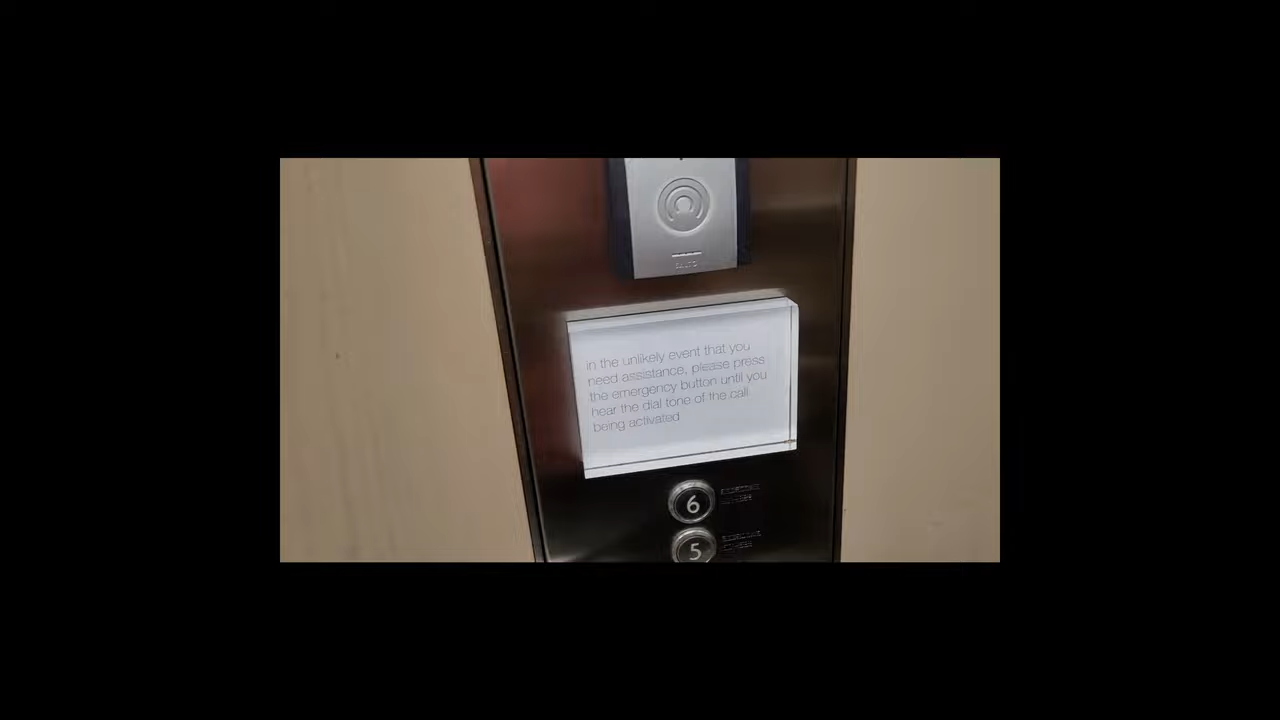 in the unlikely event that you
need assistance, please press
the emergency button until you
hear the dial tone of the call
being activated
6
5